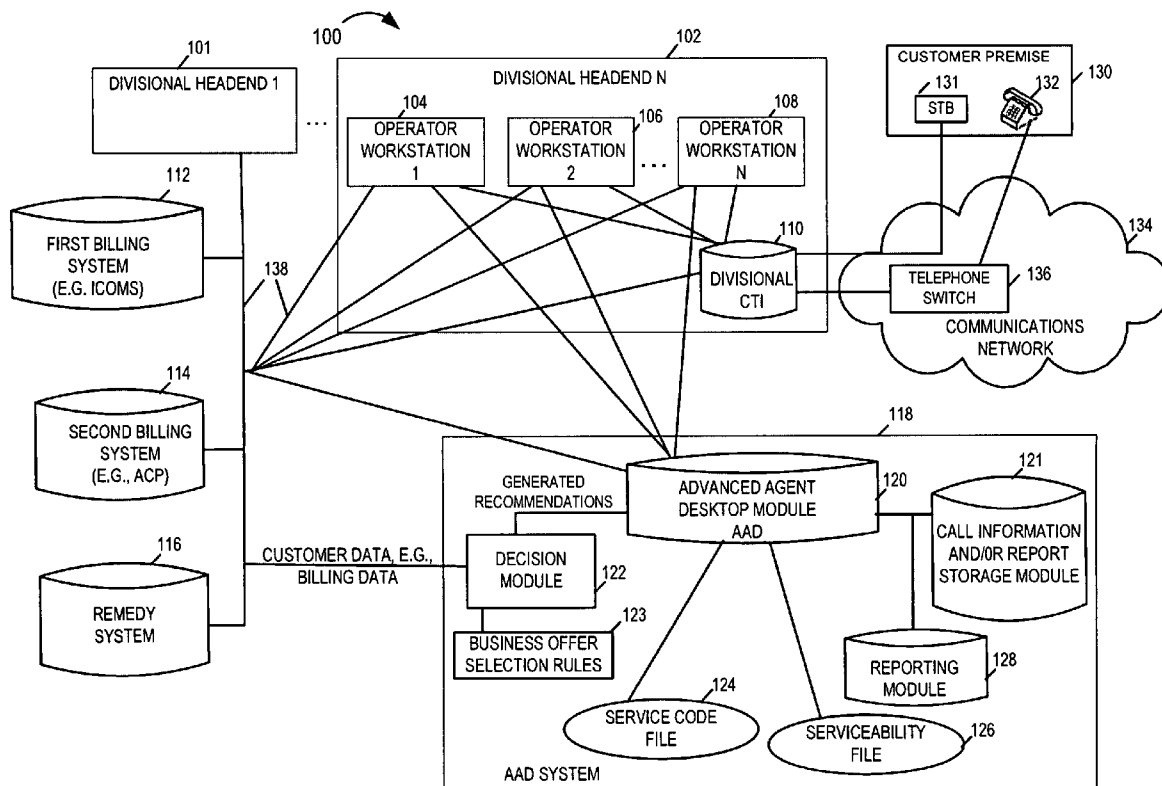 100
101
DIVISIONAL HEADEND 1
...
102
DIVISIONAL HEADEND N
104
OPERATOR
WORKSTATION
1
OPERATOR
WORKSTATION
2
106
...
108
OPERATOR
WORKSTATION
N
110
DIVISIONAL
CTI
CUSTOMER PREMISE
131
STB
132
130
134
TELEPHONE
SWITCH
136
COMMUNICATIONS
NETWORK
112
FIRST BILLING
SYSTEM
(E.G. ICOMS)
138
114
SECOND BILLING
SYSTEM
(E.G., ACP)
116
REMEDY
SYSTEM
CUSTOMER DATA, E.G.,
BILLING DATA
118
GENERATED
RECOMMENDATIONS
ADVANCED AGENT
DESKTOP MODULE
AAD
120
121
CALL INFORMATION
AND/0R REPORT
STORAGE MODULE
DECISION
MODULE
122
123
BUSINESS OFFER
SELECTION RULES
REPORTING
MODULE
128
124
SERVICE CODE
FILE
SERVICEABILITY
FILE
126
AAD SYSTEM